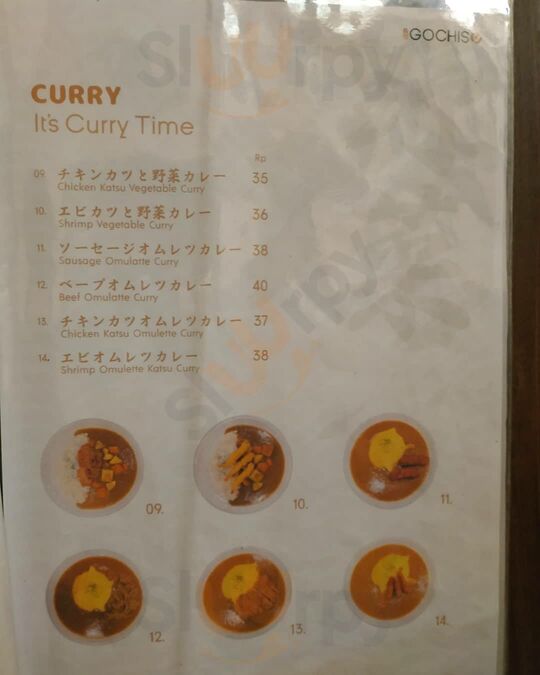 GOCHISO
CURRY
It's Curry Time
Rp
09. チキンカツと野菜カレー 35
Chicken Katsu Vegetable Curry
10. エビカツと野菜カレー 36
Shrimp Vegetable Curry
11. ソーセージオムレツカレー 38
Sausage Omulatte Curry
12. ベーブオムレツカレー 40
Beef Omulatte Curry
13. チキンカツオムレツカレー 37
Chicken Katsu Omulette Curry
14. エビオムレツカレー 38
Shrimp Omulette Katsu Curry
09. 10. 11.
12. 13. 14.
Sluurpy
Sluurpy
Sluurpy